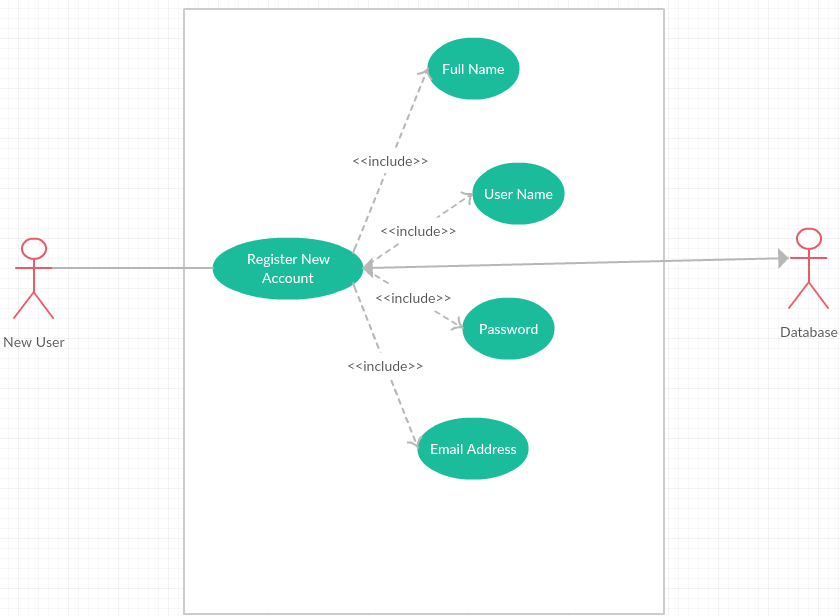 Full Name
<<include>>
User Name
<<include>>
Register New
Account
<<include>>
Password
Database
New User
<<include>>
Email Address